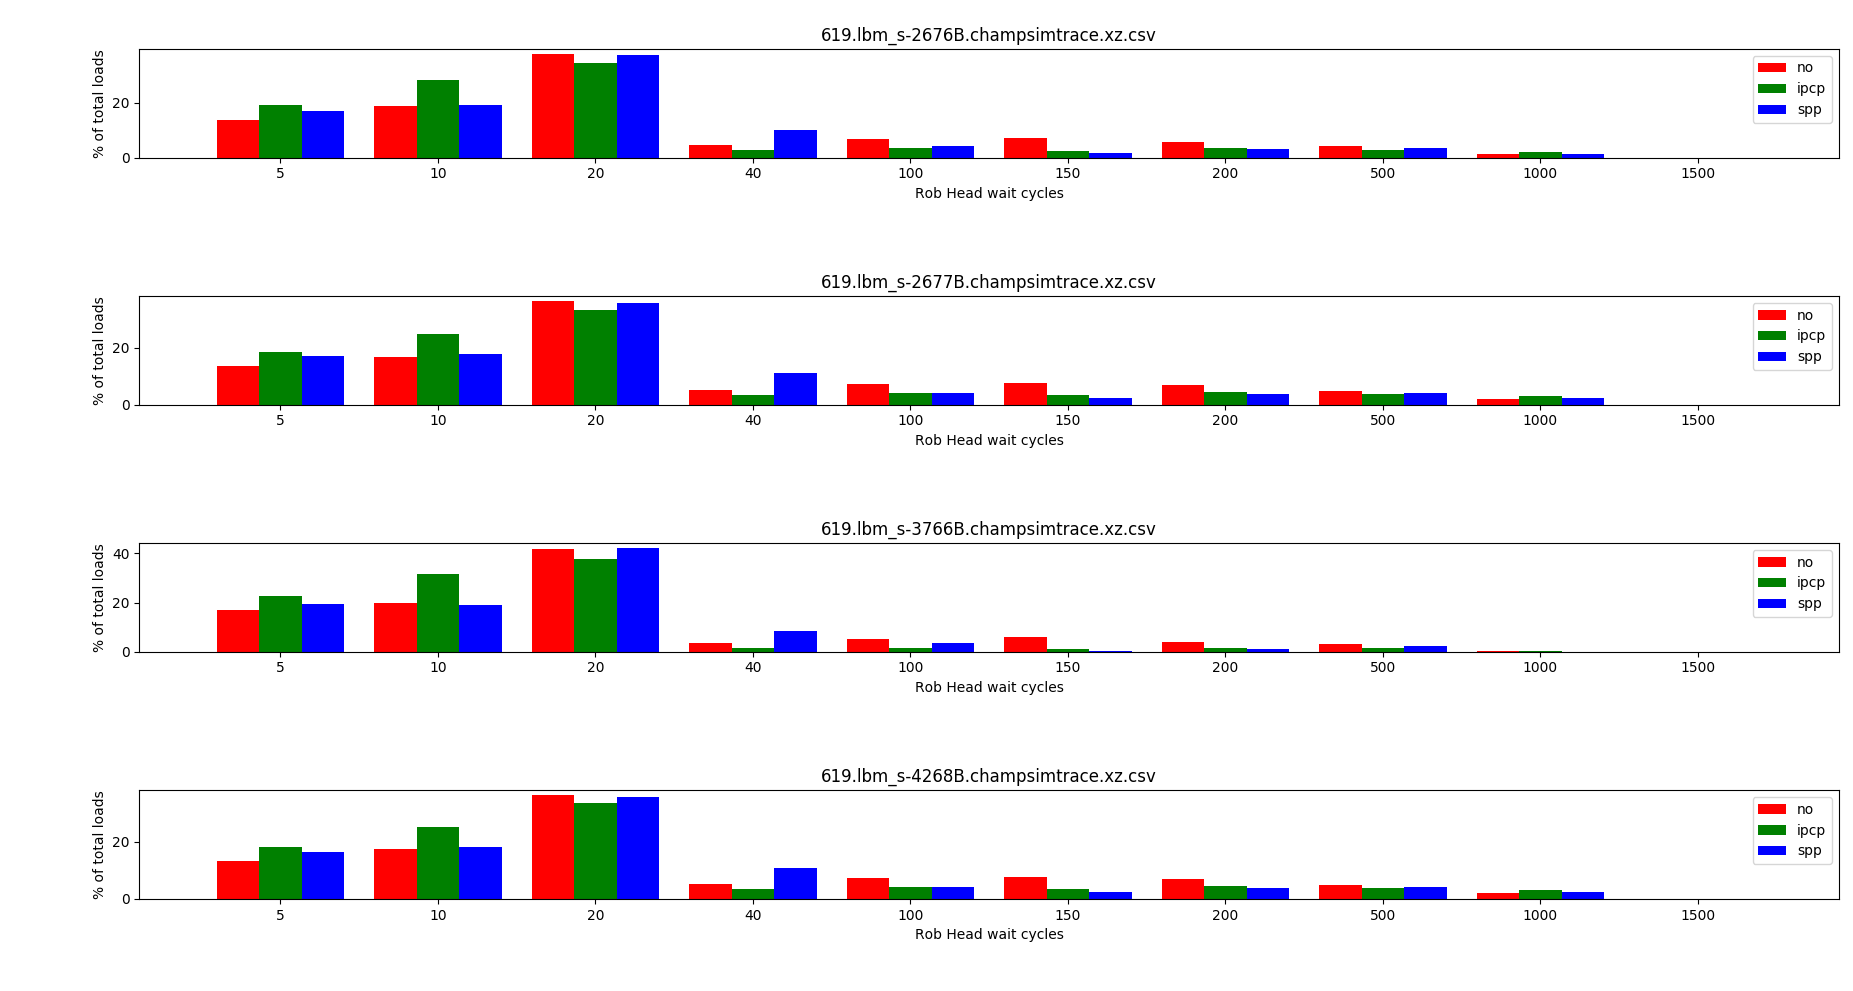 619.lbm_s-2676B.champsimtrace.xz.csv
% of total loads
20
0
no
ipcp
spp
5 10 20 40 100 150 200 500 1000 1500
Rob Head wait cycles
619.lbm_s-2677B.champsimtrace.xz.csv
% of total loads
20
0
no
ipcp
spp
5 10 20 40 100 150 200 500 1000 1500
Rob Head wait cycles
619.lbm_s-3766B.champsimtrace.xz.csv
% of total loads
40
20
0
no
ipcp
spp
5 10 20 40 100 150 200 500 1000 1500
Rob Head wait cycles
619.lbm_s-4268B.champsimtrace.xz.csv
% of total loads
20
0
no
ipcp
spp
5 10 20 40 100 150 200 500 1000 1500
Rob Head wait cycles